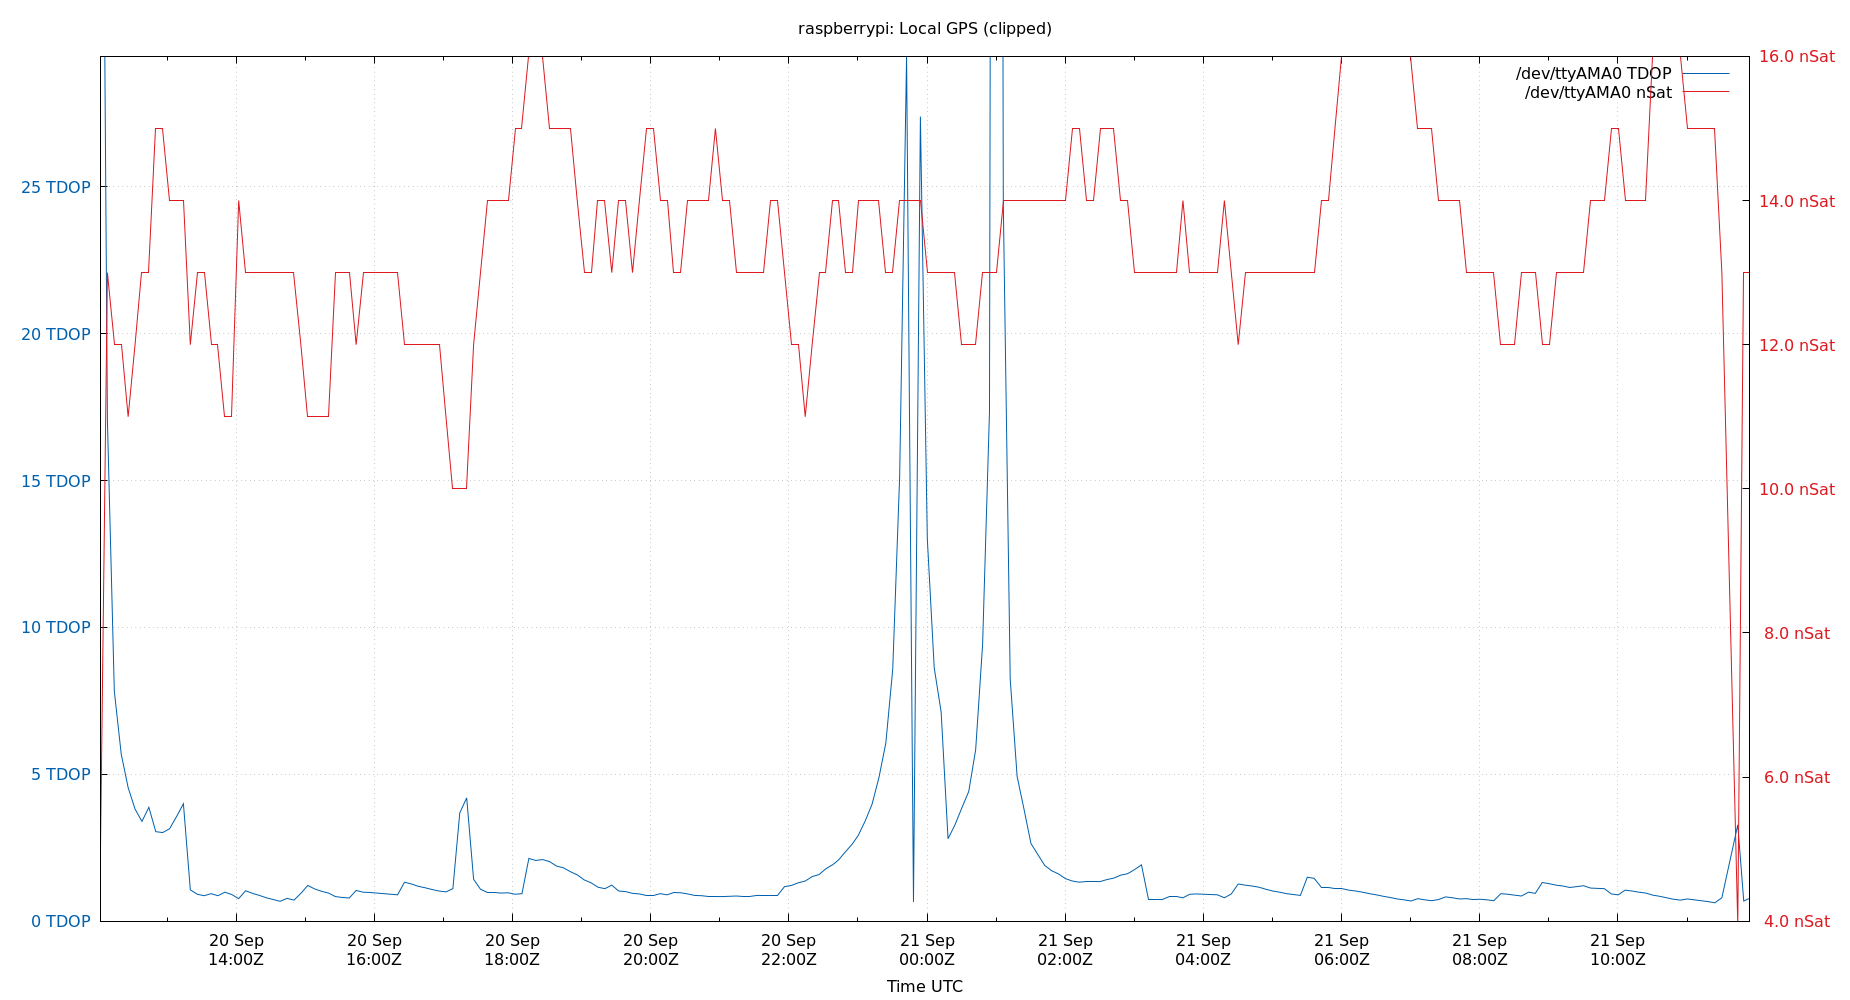 raspberrypi: Local GPS (clipped)
16.0 nSat
/dev/ttyAMA0 TDOP
/dev/ttyAMA0 nSat
25 TDOP
14.0 nSat
20 TDOP
12.0 nSat
15 TDOP
10.0 nSat
10 TDOP
8.0 nSat
5 TDOP
6.0 nSat
0 TDOP
4.0 nSat
20 Sep
14:00Z
20 Sep
16:00Z
20 Sep
18:00Z
20 Sep
20:00Z
20 Sep
22:00Z
21 Sep
00:00Z
21 Sep
02:00Z
21 Sep
04:00Z
21 Sep
06:00Z
21 Sep
08:00Z
21 Sep
10:00Z
Time UTC